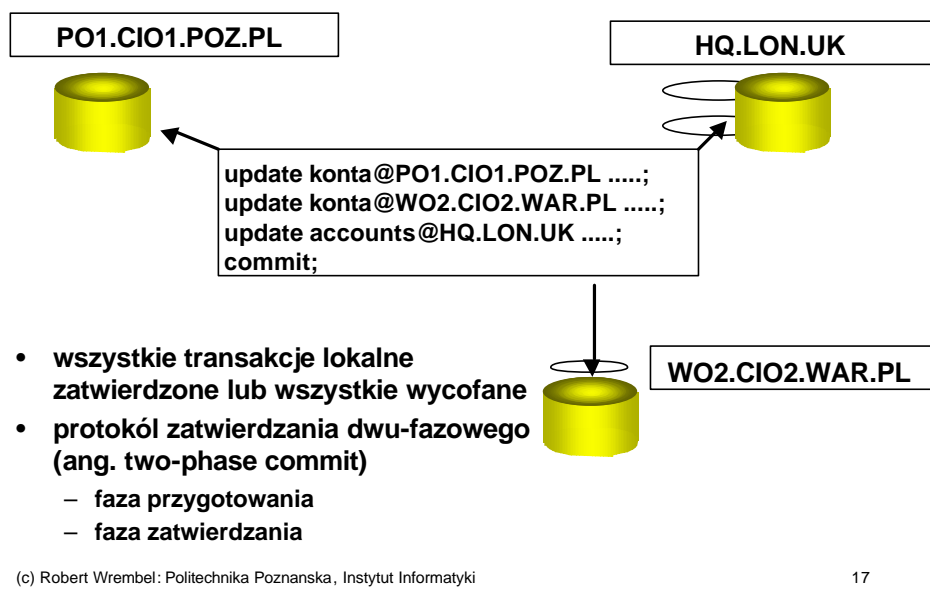 PO1.CIO1.POZ.PL
HQ.LON.UK
update konta@PO1.CIO1.POZ.PL .....;
update konta@WO2.CIO2.WAR.PL .....;
update accounts@HQ.LON.UK .....;
commit;
WO2.CIO2.WAR.PL
• wszystkie transakcje lokalne
zatwierdzone lub wszystkie wycofane
• protokól zatwierdzania dwu-fazowego
(ang. two-phase commit)
– faza przygotowania
– faza zatwierdzania
(c) Robert Wrembel: Politechnika Poznanska, Instytut Informatyki
17